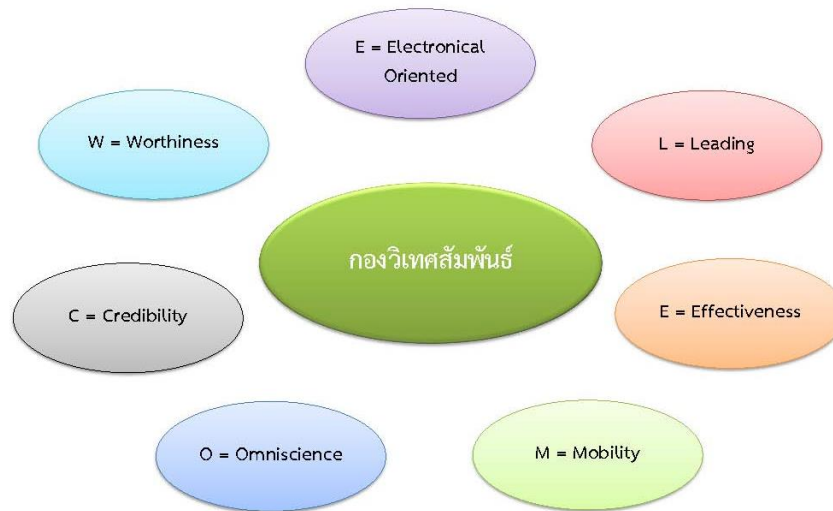 E = Electronical
Oriented
W = Worthiness
L = Leading
กองวิเทศสัมพันธ์
C = Credibility
E = Effectiveness
O = Omniscience
M = Mobility